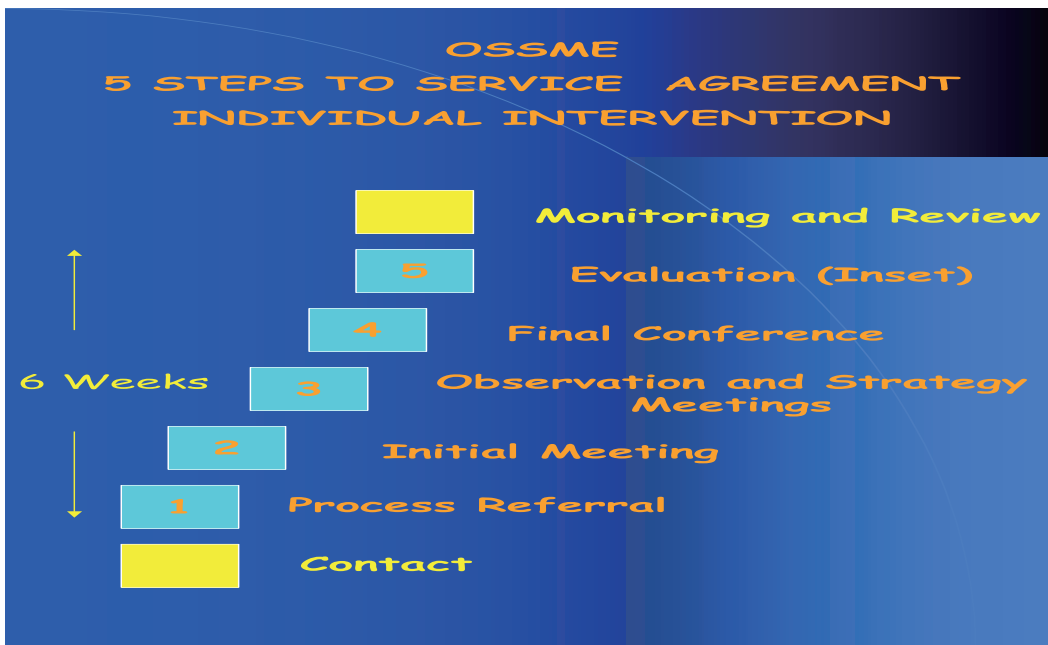 OSSME
5 STEPS TO SERVICE AGREEMENT
INDIVIDUAL INTERVENTION
Monitoring and Review
5 Evaluation (Inset)
4 Final Conference
6 Weeks
3 Observation and Strategy
Meetings
2 Initial Meeting
1 Process Referral
Contact